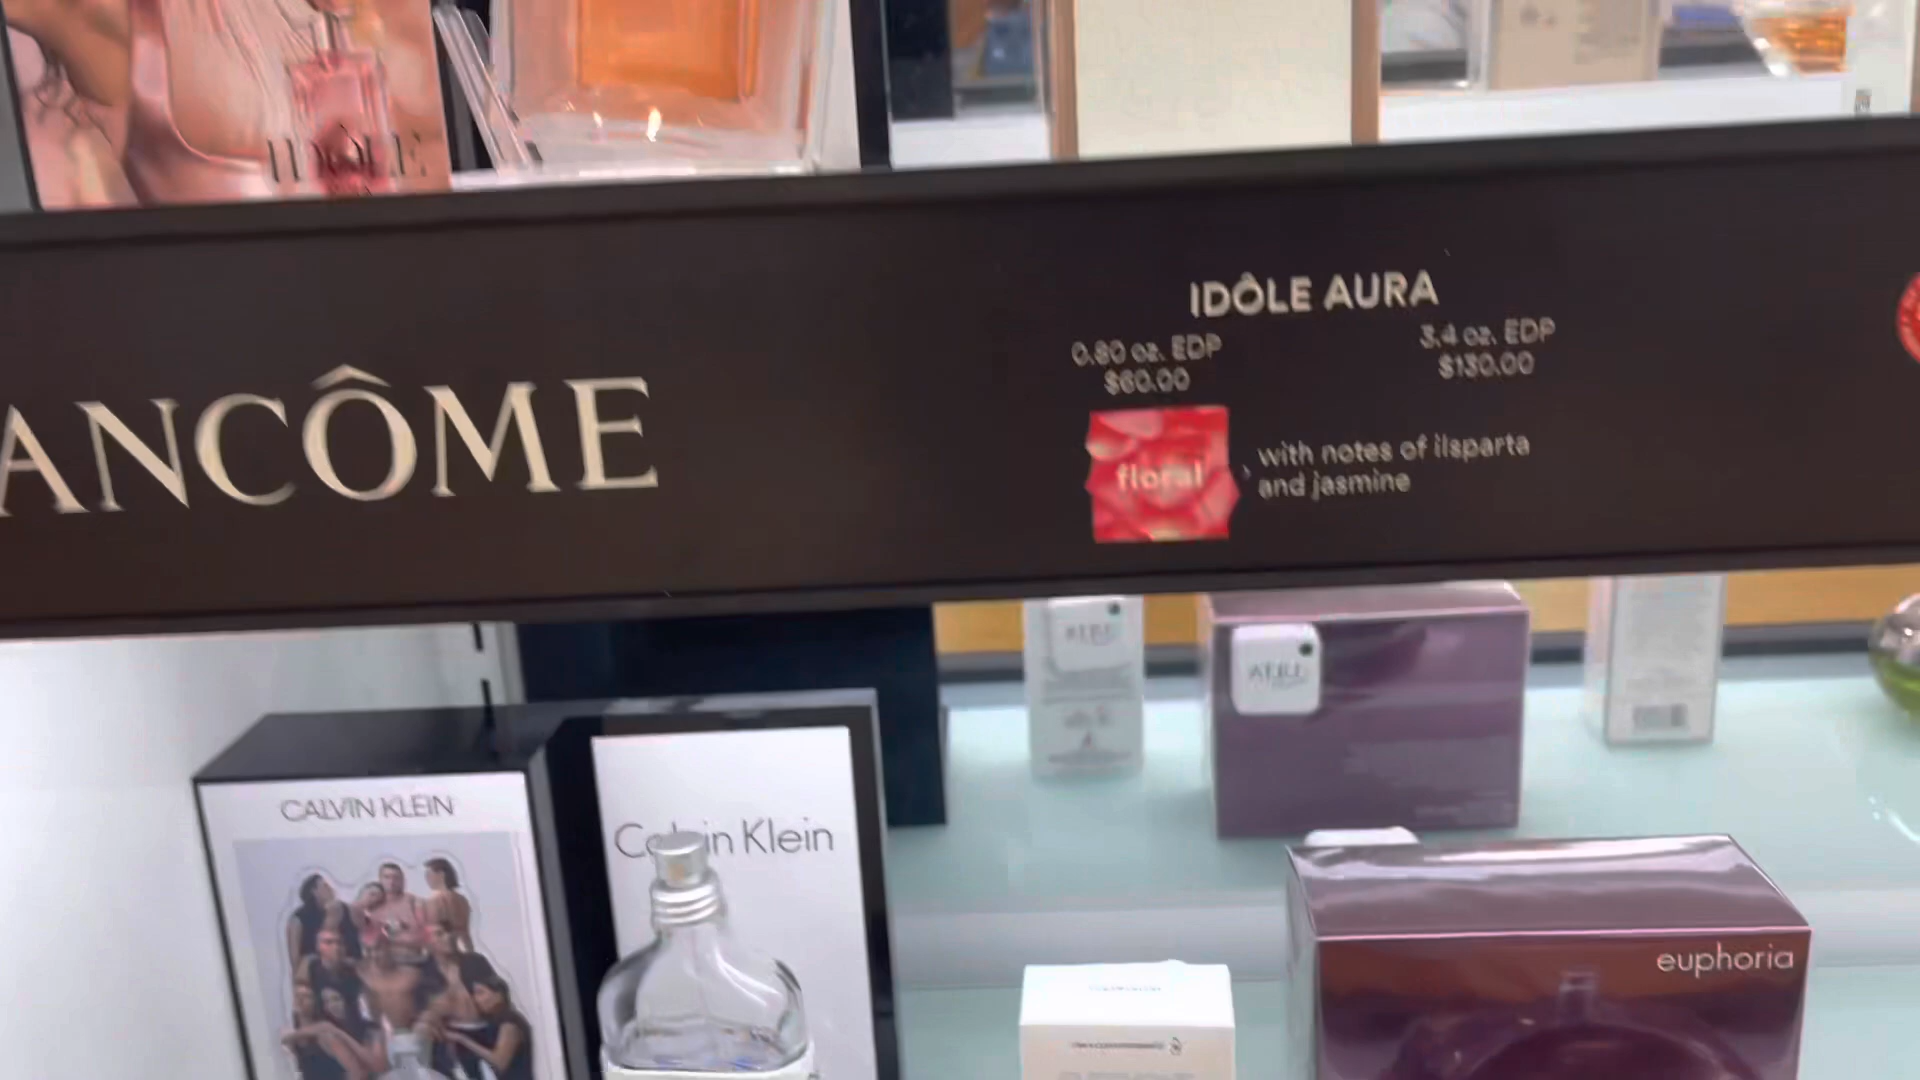 IDÔLE
ANCÔME
IDÔLE AURA
0.80 oz. EDP
$60.00
3.4 oz. EDP
$130.00
floral
with notes of ilsparta
and jasmine
CALVIN KLEIN
Calvin Klein
euphoria